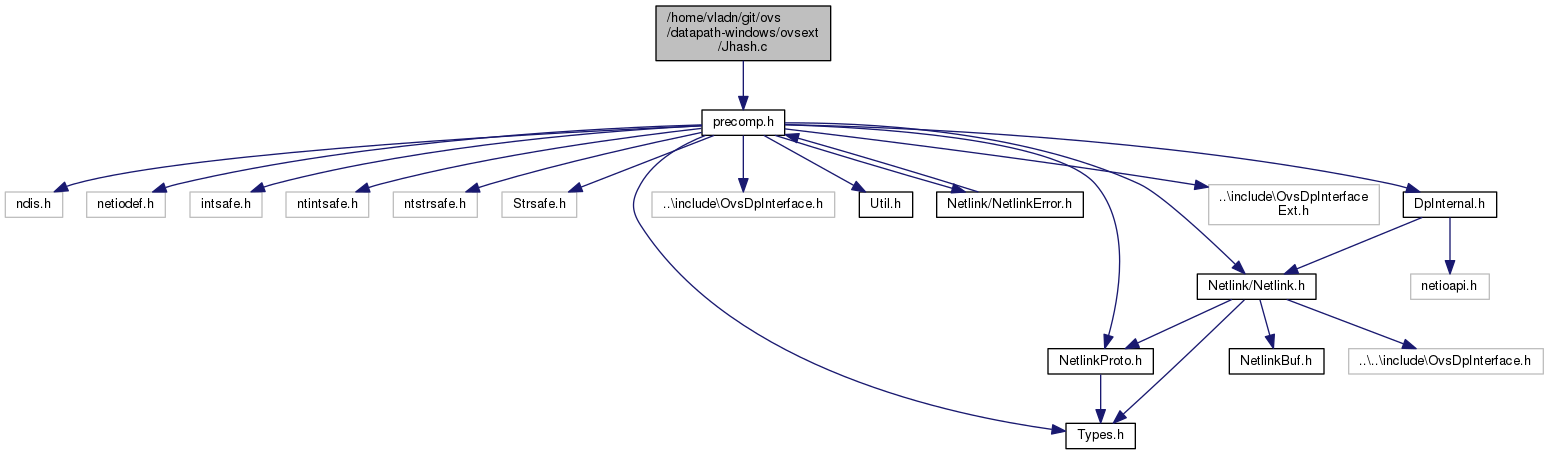 /home/vladn/git/ovs
/datapath-windows/ovsext
/Jhash.c
precomp.h
ndis.h
netiodef.h
intsafe.h
ntintsafe.h
ntstrsafe.h
Strsafe.h
..\include\OvsDpInterface.h
Util.h
Netlink/NetlinkError.h
..\include\OvsDpInterface
Ext.h
DpInternal.h
Netlink/Netlink.h
netioapi.h
NetlinkProto.h
NetlinkBuf.h
..\..\include\OvsDpInterface.h
Types.h